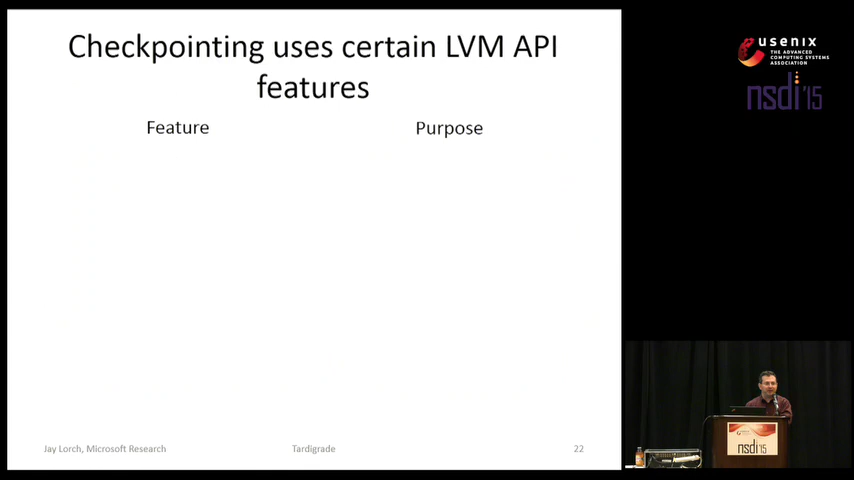 Checkpointing uses certain LVM API
features
Feature
Purpose
Jay Lorch, Microsoft Research
Tardigrade
22
usenix
THE ADVANCED
COMPUTING SYSTEMS
ASSOCIATION
nsdi '15
nsdi'15